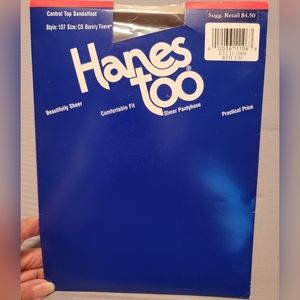 Control Top Sandalfoot
Sugg. Retail $4.50
Style: 137 Size: CD Barely There®
Hanes
too®
Beautifully Sheer
Comfortable Fit
Sheer Pantyhose
Practical Price